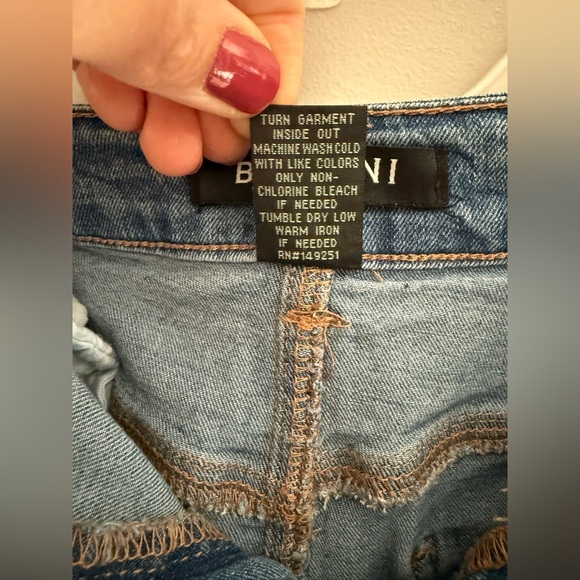 TURN GARMENT
INSIDE OUT
MACHINE WASH COLD
WITH LIKE COLORS
ONLY NON-
CHLORINE BLEACH
IF NEEDED
TUMBLE DRY LOW
WARM IRON
IF NEEDED
RN#149251